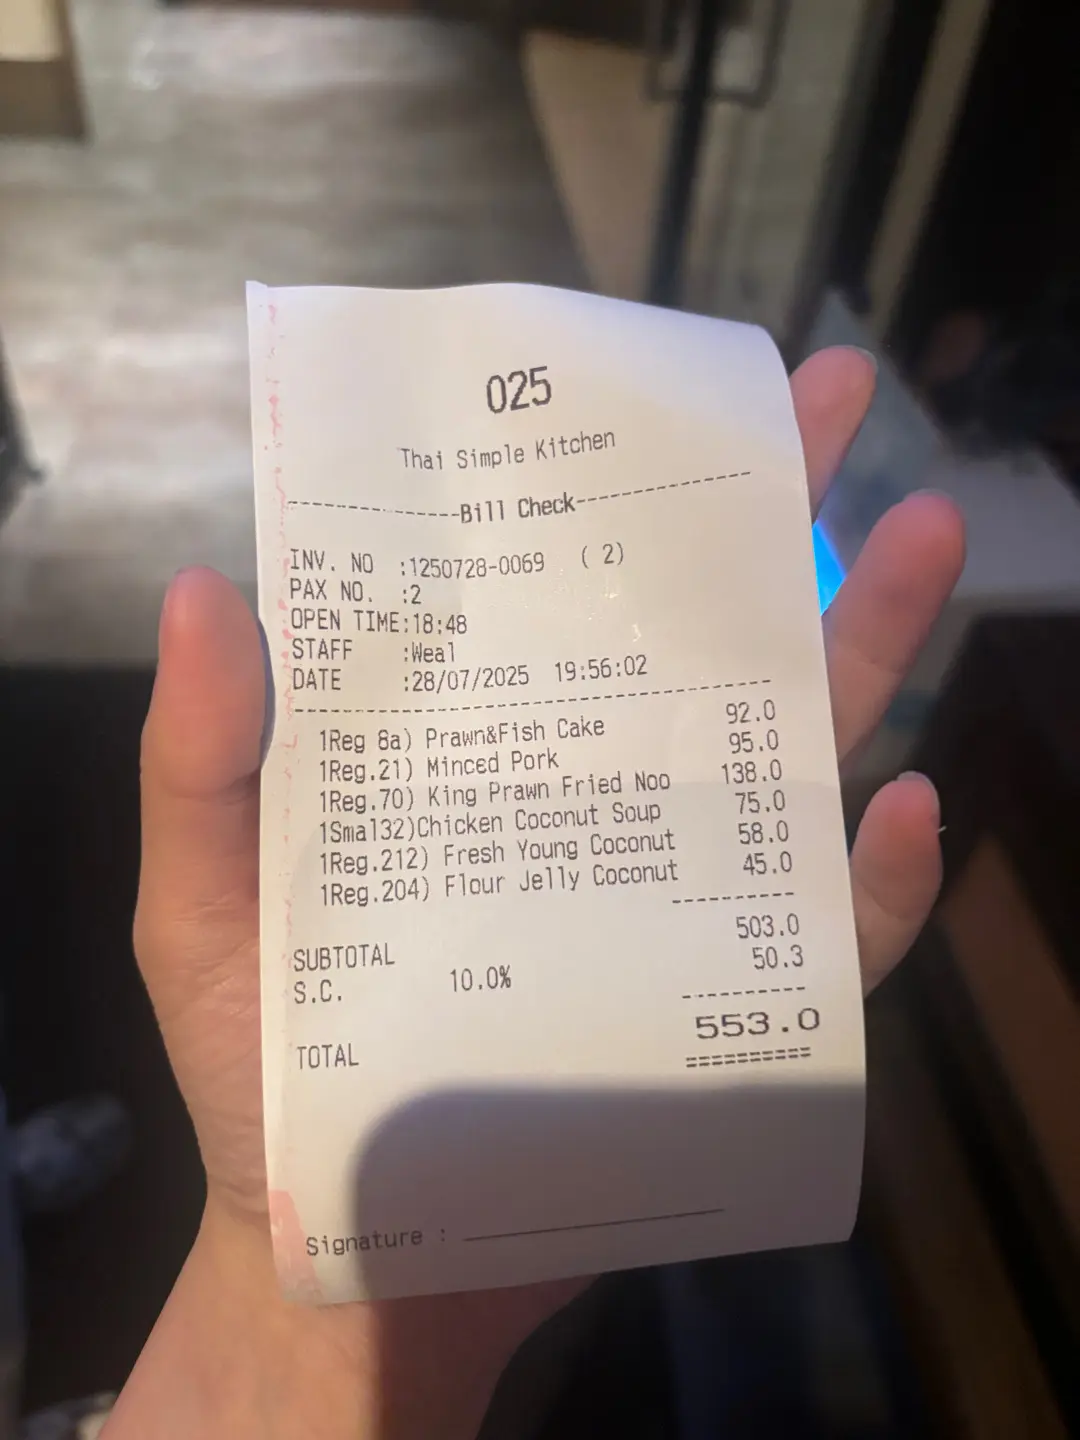 025
Thai Simple Kitchen
----------------Bill Check----------------
INV. NO :1250728-0069 ( 2)
PAX NO. :2
OPEN TIME:18:48
STAFF :Weal
DATE :28/07/2025 19:56:02
1Reg 8a) Prawn&Fish Cake 92.0
1Reg.21) Minced Pork 95.0
1Reg.70) King Prawn Fried Noo 138.0
1Smal32)Chicken Coconut Soup 75.0
1Reg.212) Fresh Young Coconut 58.0
1Reg.204) Flour Jelly Coconut 45.0
SUBTOTAL 503.0
S.C. 10.0% 50.3
TOTAL 553.0
==========
Signature : ____________________